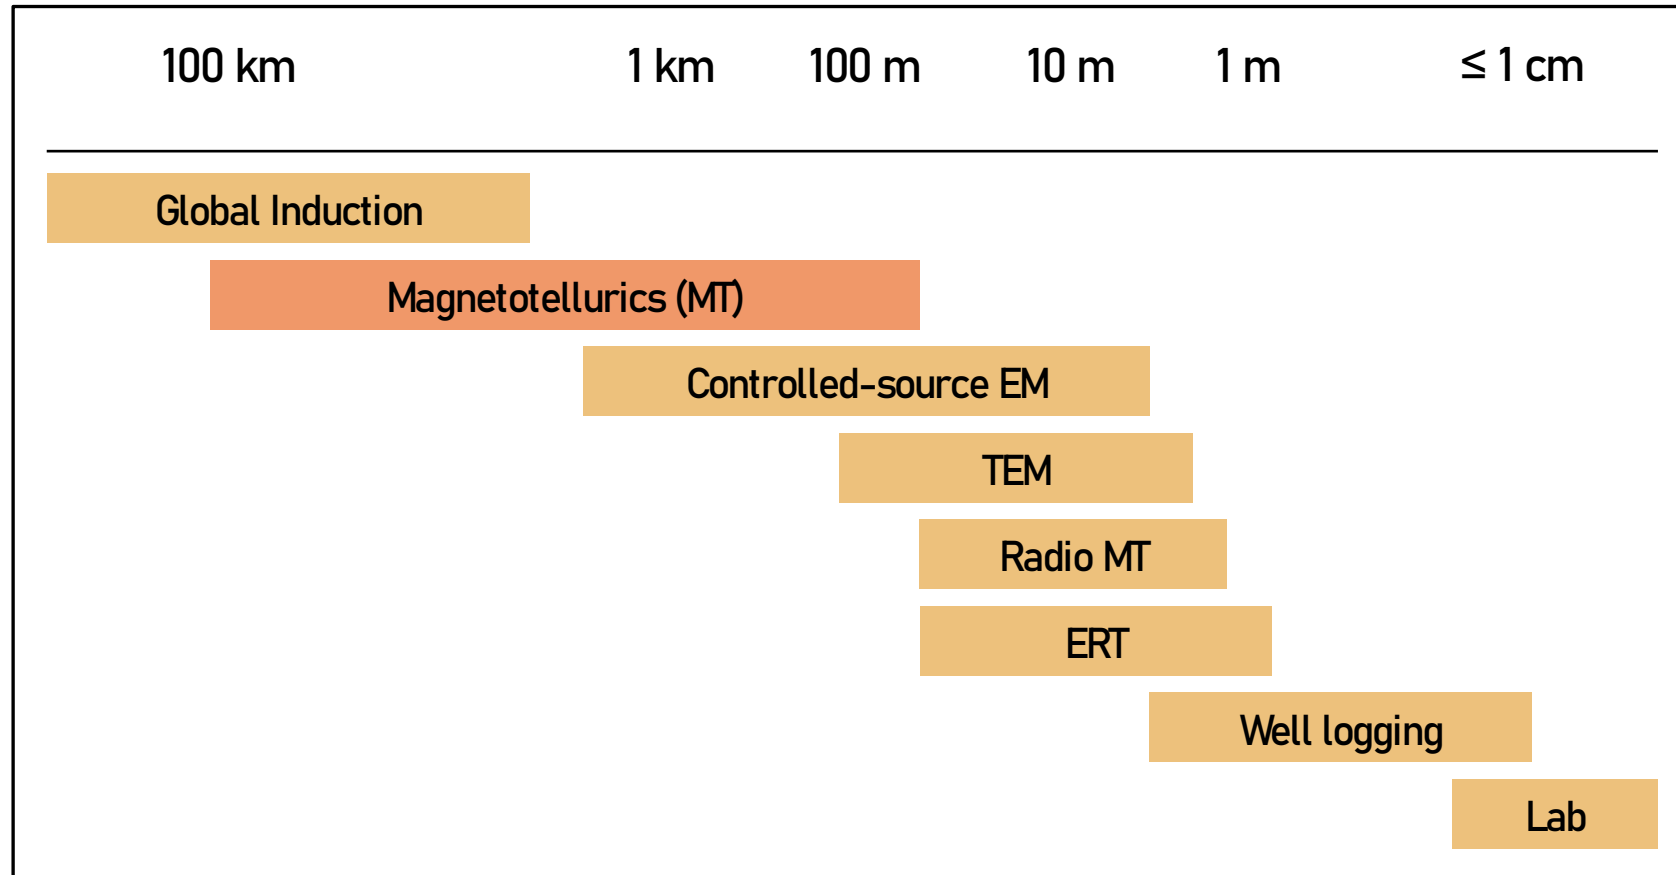 100 km 1 km 100 m 10 m 1 m ≤ 1 cm
Global Induction
Magnetotellurics (MT)
Controlled-source EM
TEM
Radio MT
ERT
Well logging
Lab